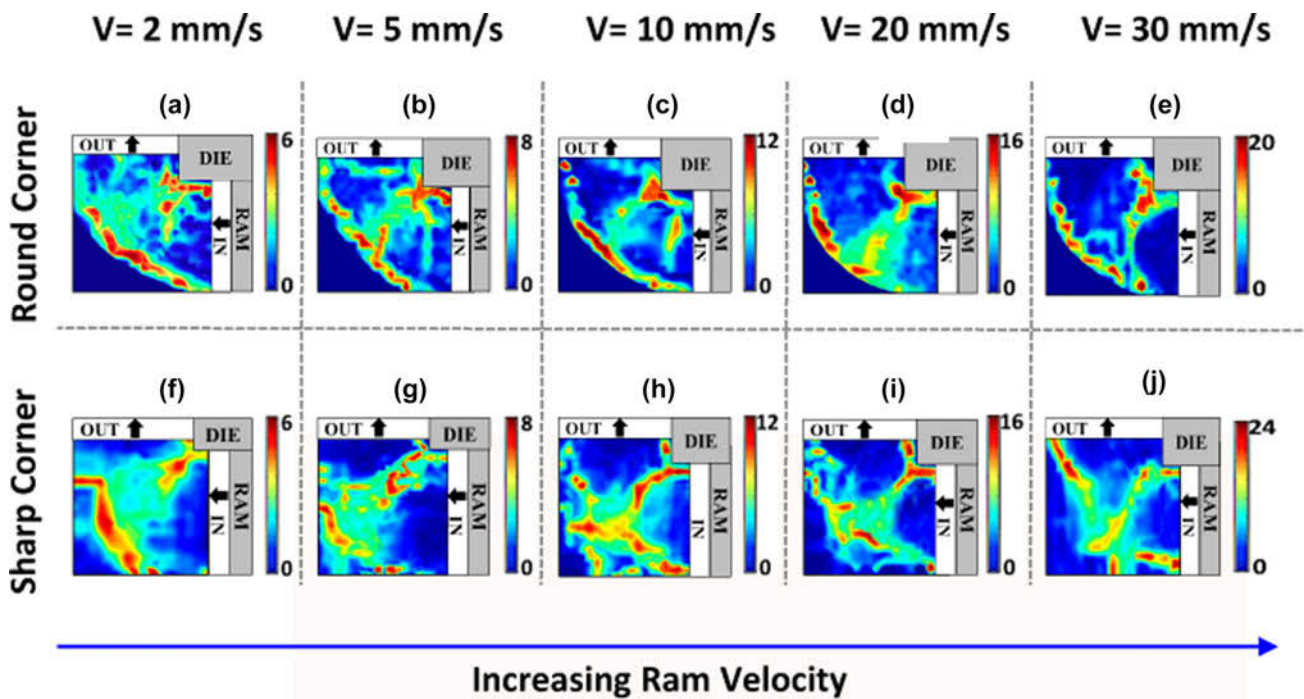 V= 2 mm/s V= 5 mm/s V= 10 mm/s V= 20 mm/s V= 30 mm/s
Round Corner
(a) (b) (c) (d) (e)
OUT DIE 6 OUT DIE 8 OUT DIE 12 OUT DIE 16 OUT DIE 20
IN RAM IN RAM IN RAM IN RAM IN RAM
0 0 0 0 0
Sharp Corner
(f) (g) (h) (i) (j)
OUT DIE 6 OUT DIE 8 OUT DIE 12 OUT DIE 16 OUT DIE 24
IN RAM IN RAM IN RAM IN RAM IN RAM
0 0 0 0 0
Increasing Ram Velocity